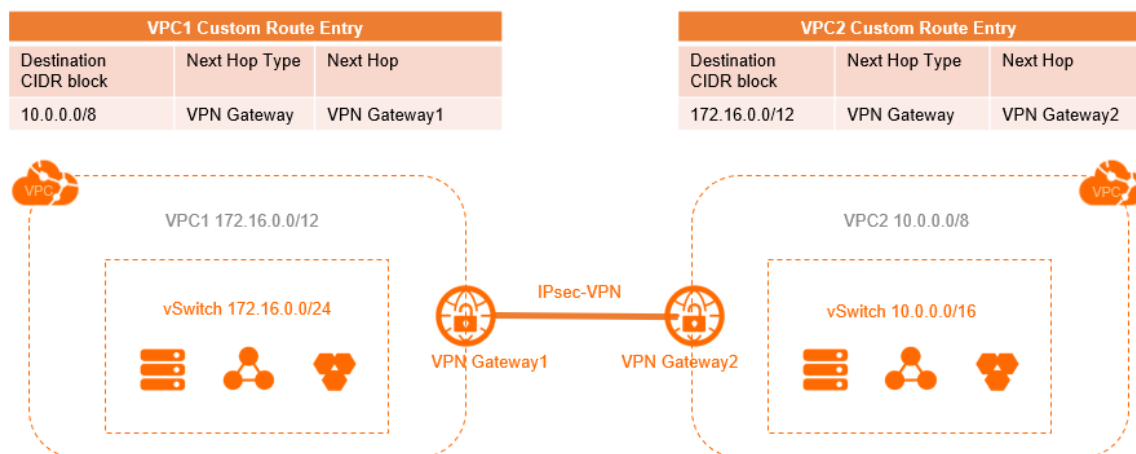 VPC1 Custom Route Entry
Destination CIDR block Next Hop Type Next Hop
10.0.0.0/8 VPN Gateway VPN Gateway1
VPC2 Custom Route Entry
Destination CIDR block Next Hop Type Next Hop
172.16.0.0/12 VPN Gateway VPN Gateway2
VPC
VPC
VPC1 172.16.0.0/12
VPC2 10.0.0.0/8
vSwitch 172.16.0.0/24
IPsec-VPN
vSwitch 10.0.0.0/16
VPN Gateway1
VPN Gateway2